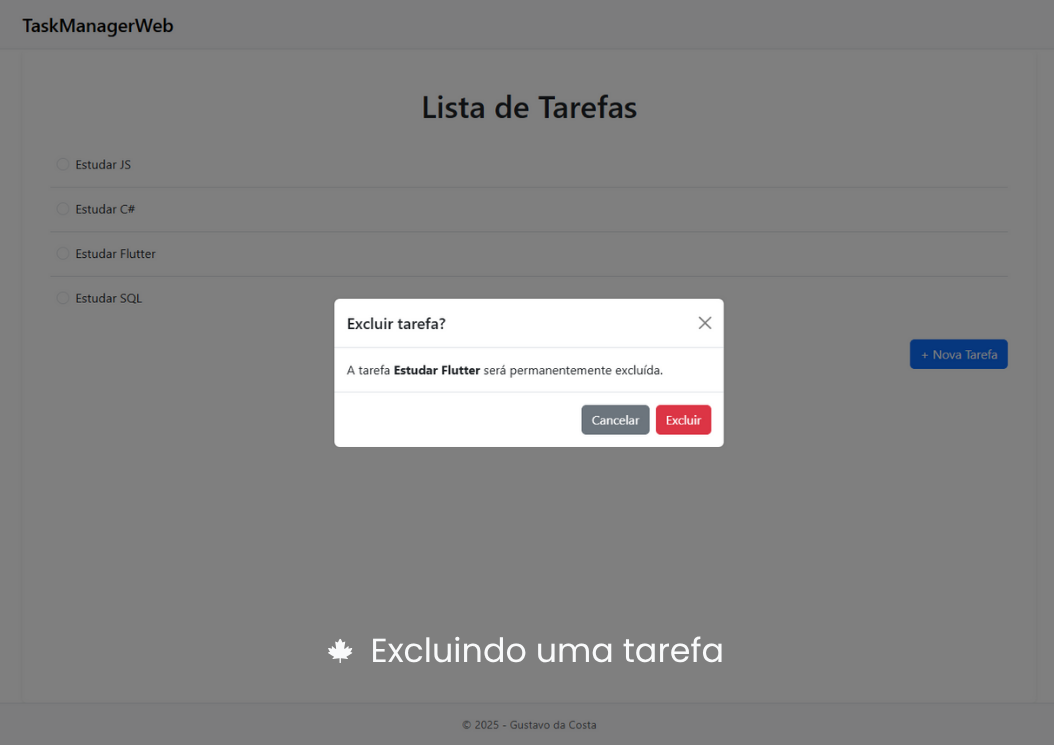 TaskManagerWeb
Lista de Tarefas
Estudar JS
Estudar C#
Estudar Flutter
Estudar SQL
Excluir tarefa?
A tarefa Estudar Flutter será permanentemente excluída.
Cancelar Excluir
+ Nova Tarefa
Excluindo uma tarefa
© 2025 - Gustavo da Costa